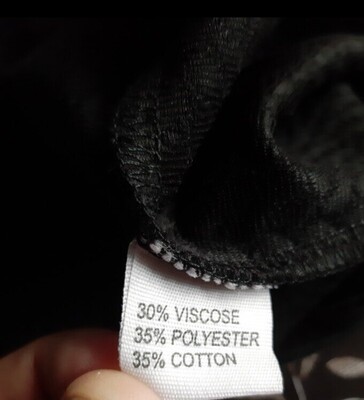 30% VISCOSE
35% POLYESTER
35% COTTON